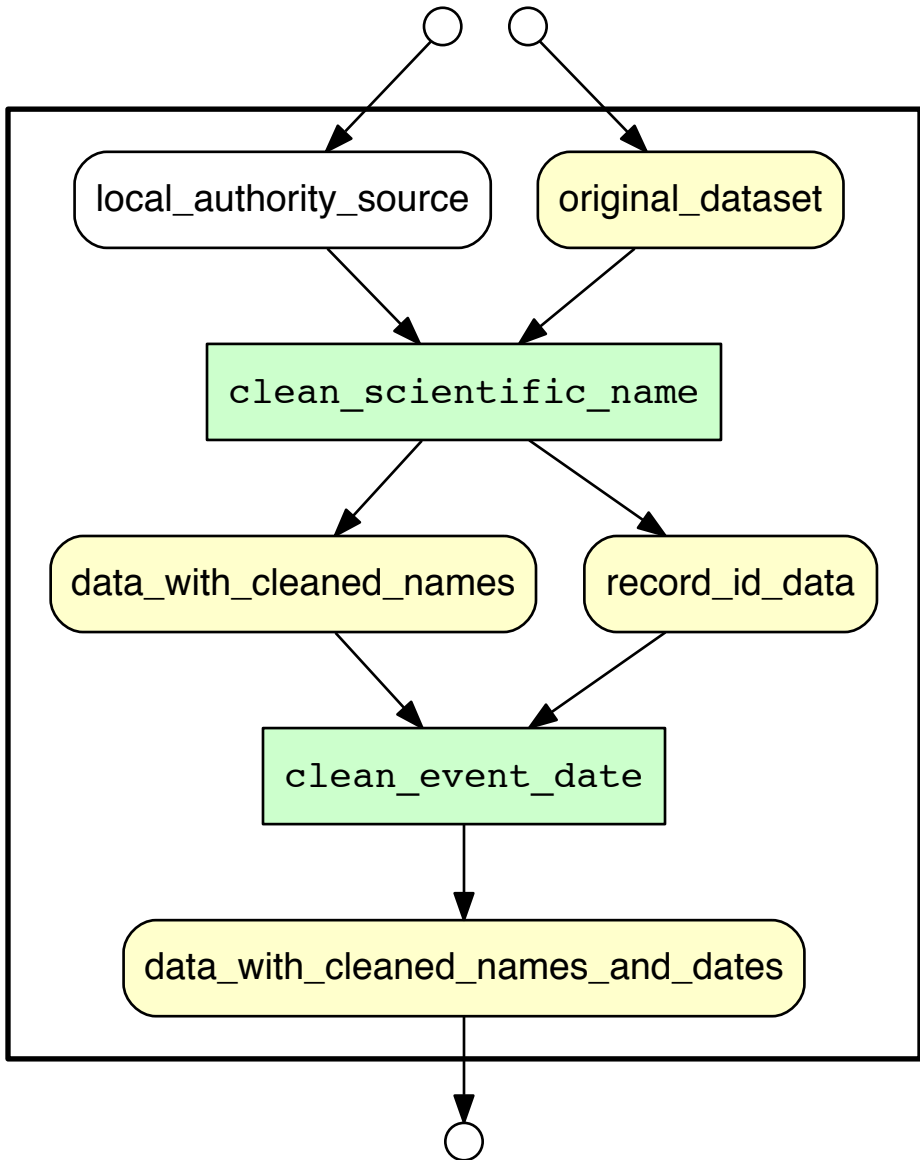 local_authority_source
original_dataset
clean_scientific_name
data_with_cleaned_names
record_id_data
clean_event_date
data_with_cleaned_names_and_dates